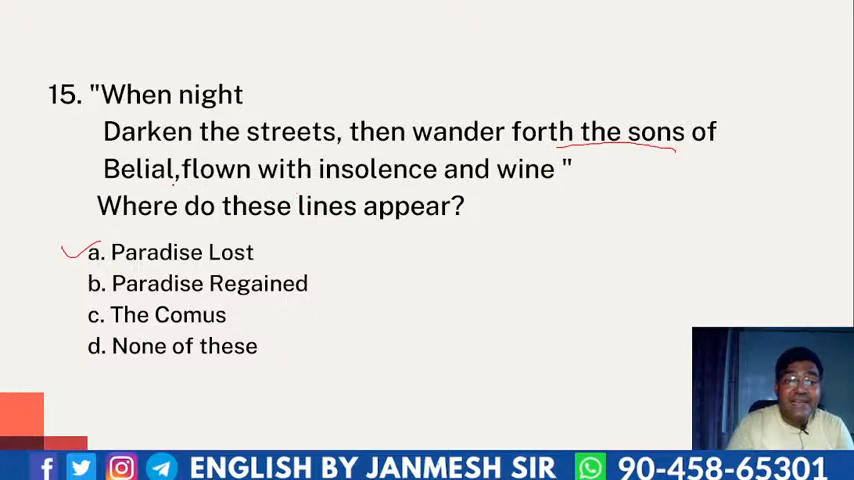 15. "When night
Darken the streets, then wander forth the sons of
Belial,flown with insolence and wine "
Where do these lines appear?
a. Paradise Lost
b. Paradise Regained
c. The Comus
d. None of these
ENGLISH BY JANMESH SIR 90-458-65301